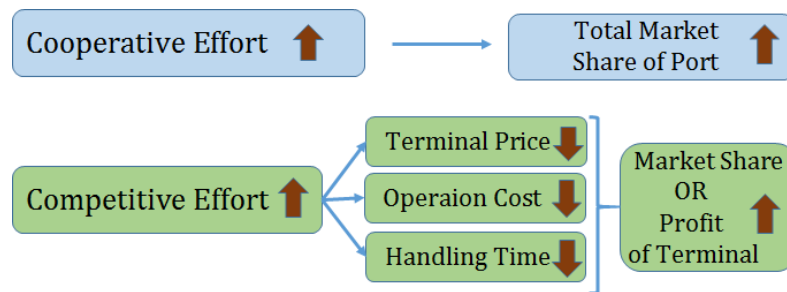 Cooperative Effort
Total Market
Share of Port
Competitive Effort
Terminal Price
Operaion Cost
Handling Time
Market Share
OR
Profit
of Terminal